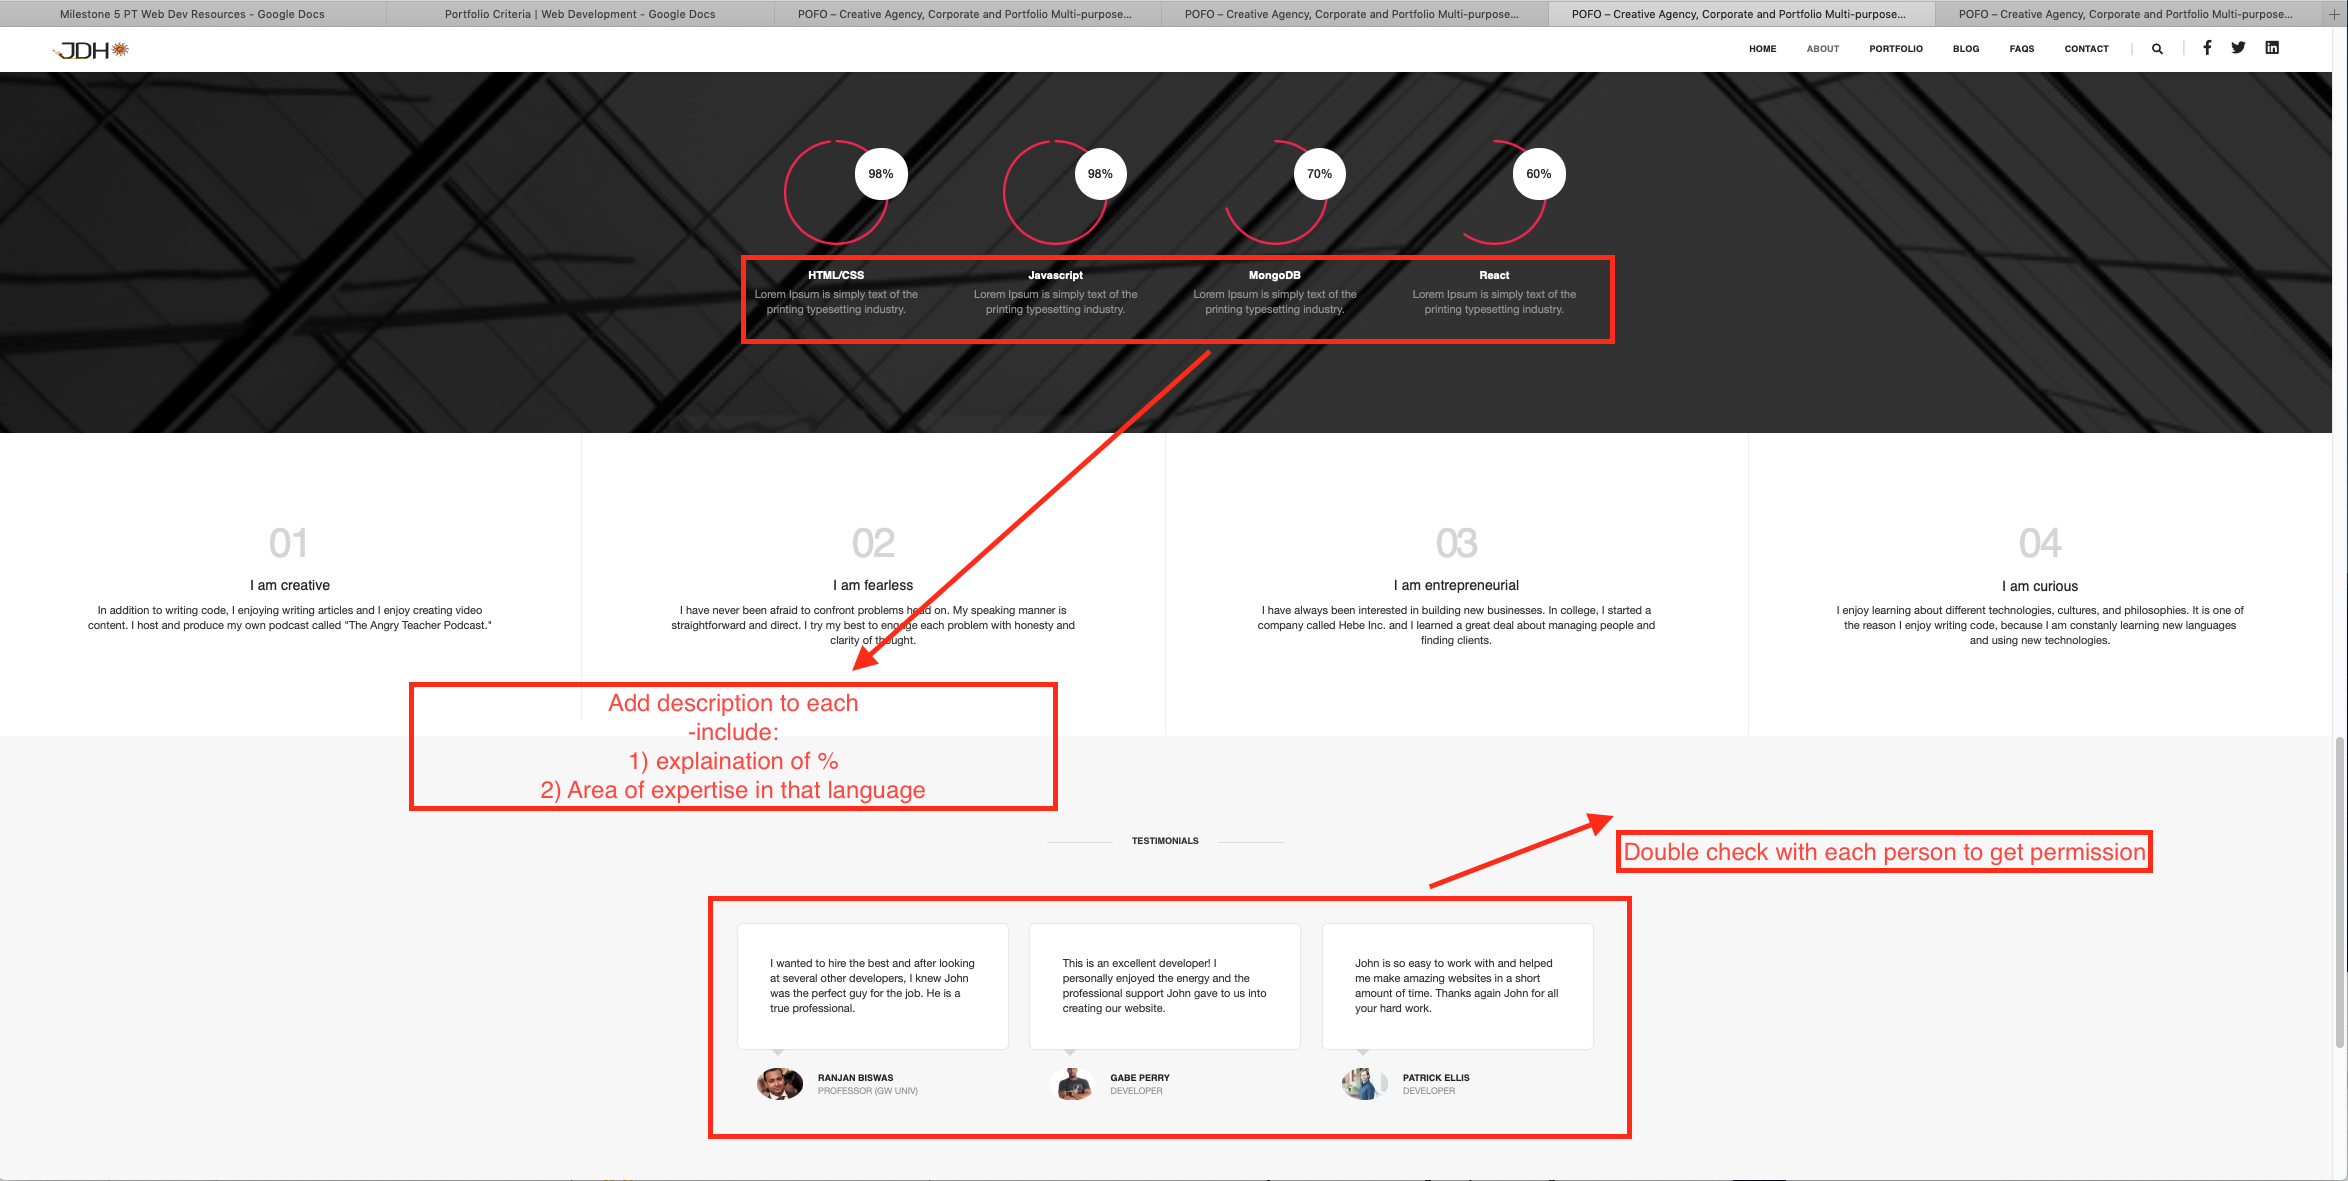 Milestone 5 PT Web Dev Resources - Google Docs
Portfolio Criteria | Web Development - Google Docs
POFO – Creative Agency, Corporate and Portfolio Multi-purpose...
POFO – Creative Agency, Corporate and Portfolio Multi-purpose...
POFO – Creative Agency, Corporate and Portfolio Multi-purpose...
POFO – Creative Agency, Corporate and Portfolio Multi-purpose...
JDH
HOME ABOUT PORTFOLIO BLOG FAQS CONTACT
98%
98%
70%
60%
HTML/CSS
Lorem Ipsum is simply text of the
printing typesetting industry.
Javascript
Lorem Ipsum is simply text of the
printing typesetting industry.
MongoDB
Lorem Ipsum is simply text of the
printing typesetting industry.
React
Lorem Ipsum is simply text of the
printing typesetting industry.
01
I am creative
In addition to writing code, I enjoying writing articles and I enjoy creating video
content. I host and produce my own podcast called "The Angry Teacher Podcast."
02
I am fearless
I have never been afraid to confront problems head on. My speaking manner is
straightforward and direct. I try my best to engage each problem with honesty and
clarity of thought.
03
I am entrepreneurial
I have always been interested in building new businesses. In college, I started a
company called Hebe Inc. and I learned a great deal about managing people and
finding clients.
04
I am curious
I enjoy learning about different technologies, cultures, and philosophies. It is one of
the reason I enjoy writing code, because I am constanly learning new languages
and using new technologies.
Add description to each
-include:
1) explaination of %
2) Area of expertise in that language
TESTIMONIALS
Double check with each person to get permission
I wanted to hire the best and after looking
at several other developers, I knew John
was the perfect guy for the job. He is a
true professional.
RANJAN BISWAS
PROFESSOR (GW UNIV)
This is an excellent developer! I
personally enjoyed the energy and the
professional support John gave to us into
creating our website.
GABE PERRY
DEVELOPER
John is so easy to work with and helped
me make amazing websites in a short
amount of time. Thanks again John for all
your hard work.
PATRICK ELLIS
DEVELOPER